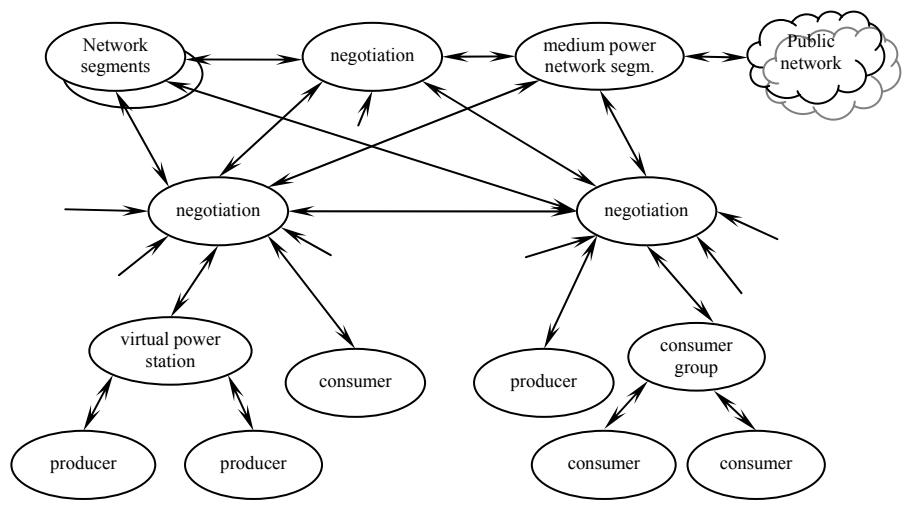 Network
segments
negotiation
medium power
network segm.
Public
network
negotiation
negotiation
virtual power
station
consumer
producer
consumer
group
producer
producer
consumer
consumer